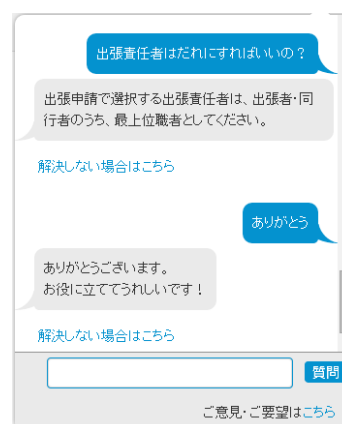 出張責任者はだれにすればいいの？
出張申請で選択する出張責任者は、出張者・同
行者のうち、最上位職者としてください。
解決しない場合はこちら
ありがとう
ありがとうございます。
お役に立ててうれしいです！
解決しない場合はこちら
質問
ご意見・ご要望はこちら